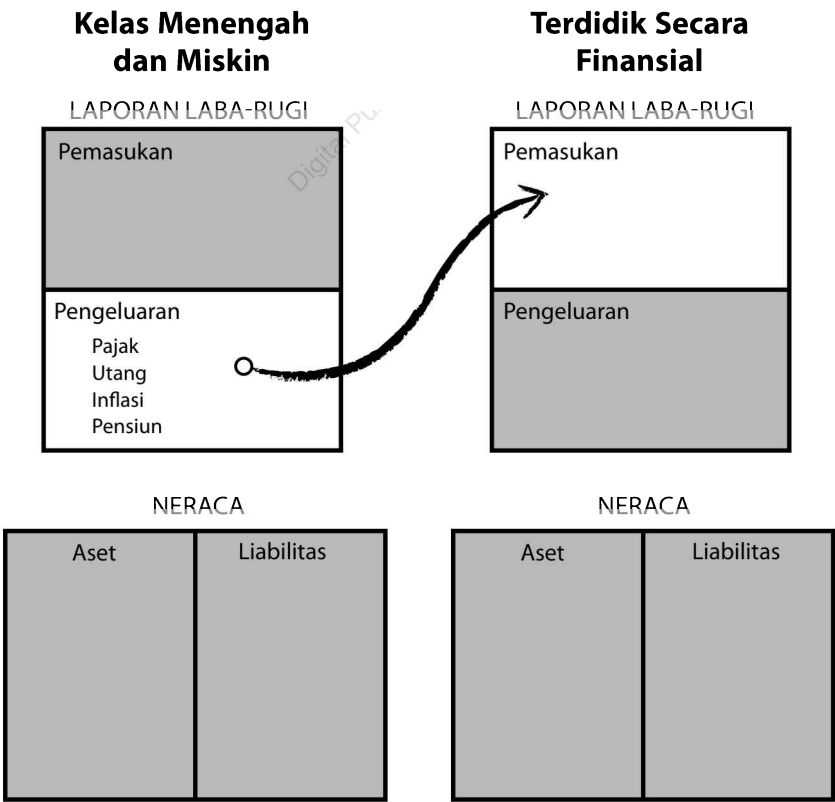 Kelas Menengah
dan Miskin
LAPORAN LABA-RUGI
Pemasukan
Digital
Pengeluaran
Pajak
Utang
Inflasi
Pensiun
NERACA
Aset
Liabilitas
Terdidik Secara
Finansial
LAPORAN LABA-RUGI
Pemasukan
Pengeluaran
NERACA
Aset
Liabilitas